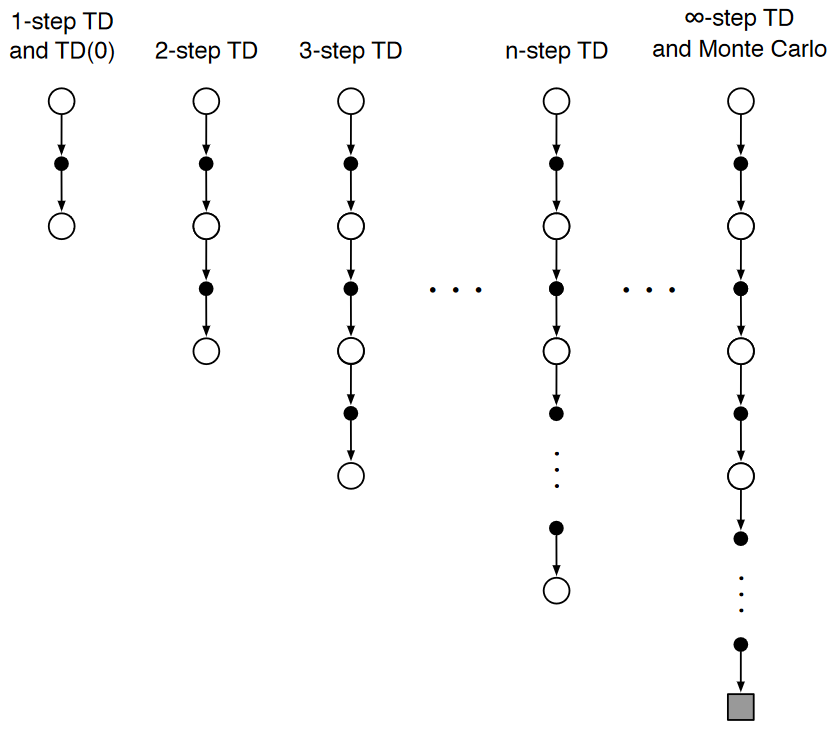 1-step TD
and TD(0)
2-step TD
3-step TD
n-step TD
∞-step TD
and Monte Carlo